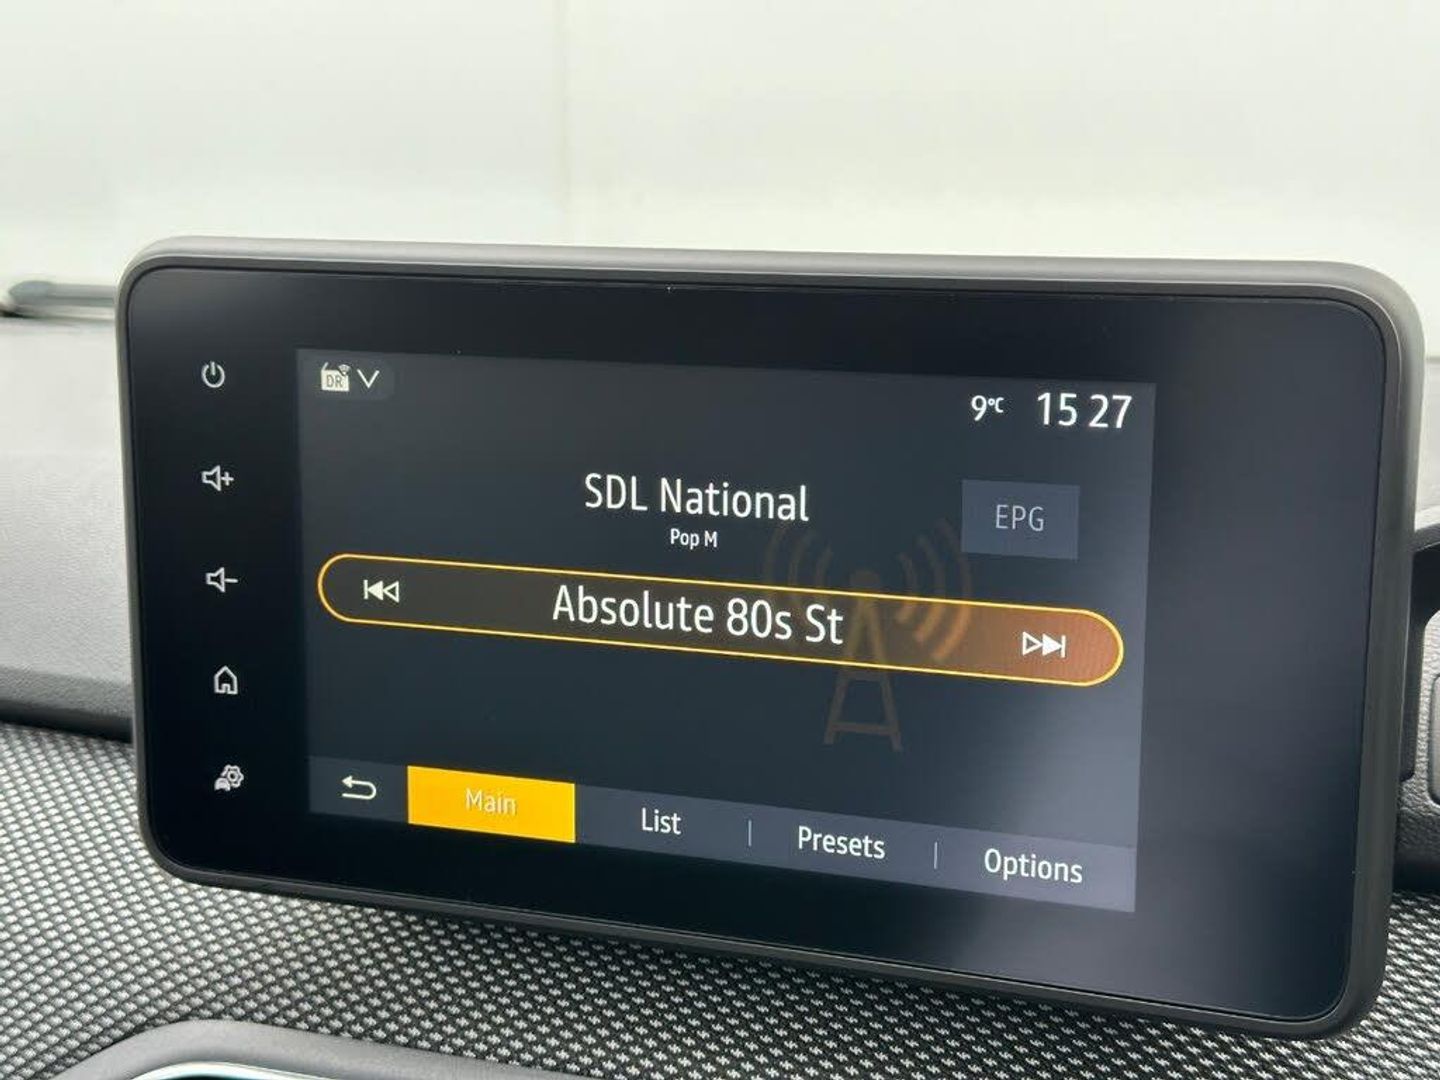 DR
9°C 15 27
SDL National
Pop M
EPG
Absolute 80s St
Main List Presets Options